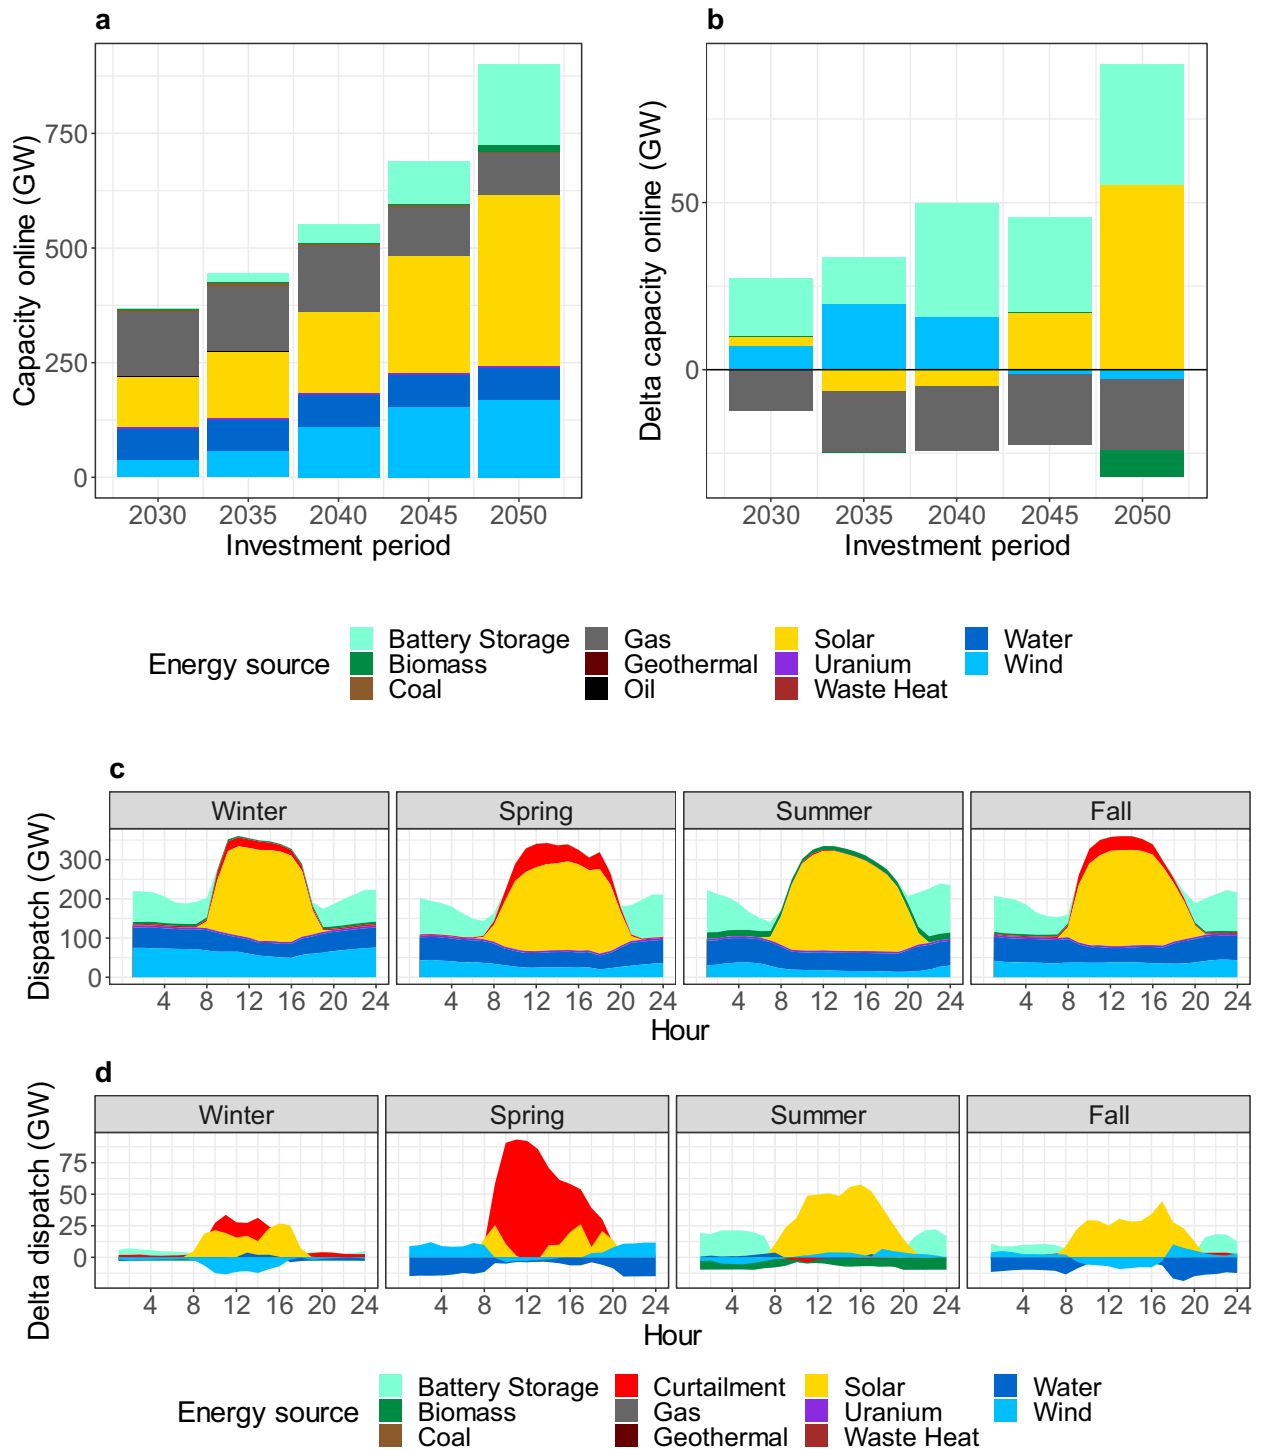 a
b
Capacity online (GW)
750
500
250
0
2030 2035 2040 2045 2050
Investment period
Delta capacity online (GW)
50
0
2030 2035 2040 2045 2050
Investment period
Energy source
Battery Storage Gas Solar Water
Biomass Geothermal Uranium Wind
Coal Oil Waste Heat
c
Winter Spring Summer Fall
Dispatch (GW)
300
200
100
0
4 8 12 16 20 24 4 8 12 16 20 24 4 8 12 16 20 24 4 8 12 16 20 24
Hour
d
Winter Spring Summer Fall
Delta dispatch (GW)
75
50
25
0
4 8 12 16 20 24 4 8 12 16 20 24 4 8 12 16 20 24 4 8 12 16 20 24
Hour
Energy source
Battery Storage Curtailment Solar Water
Biomass Gas Uranium Wind
Coal Geothermal Waste Heat